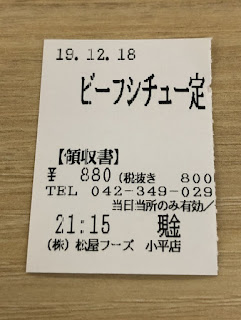 19.12.18
ビーフシチュー定
【領収書】
¥ 880 (税抜き 800
TEL 042-349-029
当日当所のみ有効/
21:15 現金
(株) 松屋フーズ 小平店